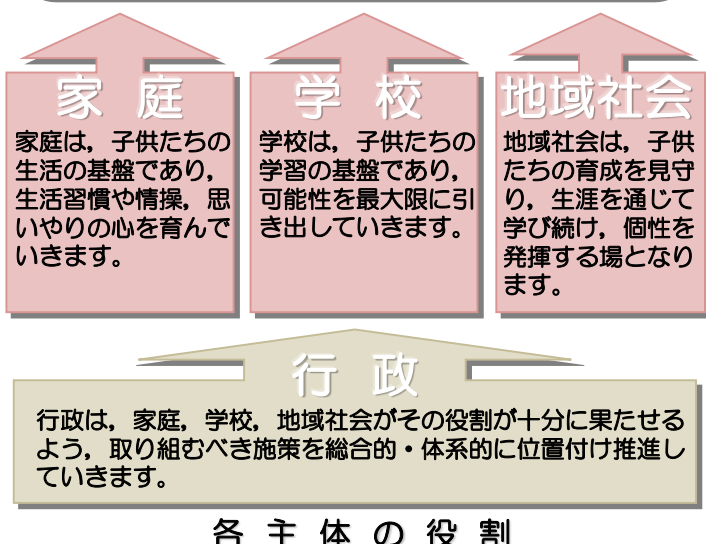 家庭
家庭は，子供たちの
生活の基盤であり，
生活習慣や情操，思
いやりの心を育んで
いきます。
学校
学校は，子供たちの
学習の基盤であり，
可能性を最大限に引
き出していきます。
地域社会
地域社会は，子供
たちの育成を見守
り，生涯を通じて
学び続け，個性を
発揮する場となり
ます。
行政
行政は，家庭，学校，地域社会がその役割が十分に果たせる
よう，取り組むべき施策を総合的・体系的に位置付け推進し
ていきます。
各主体の役割